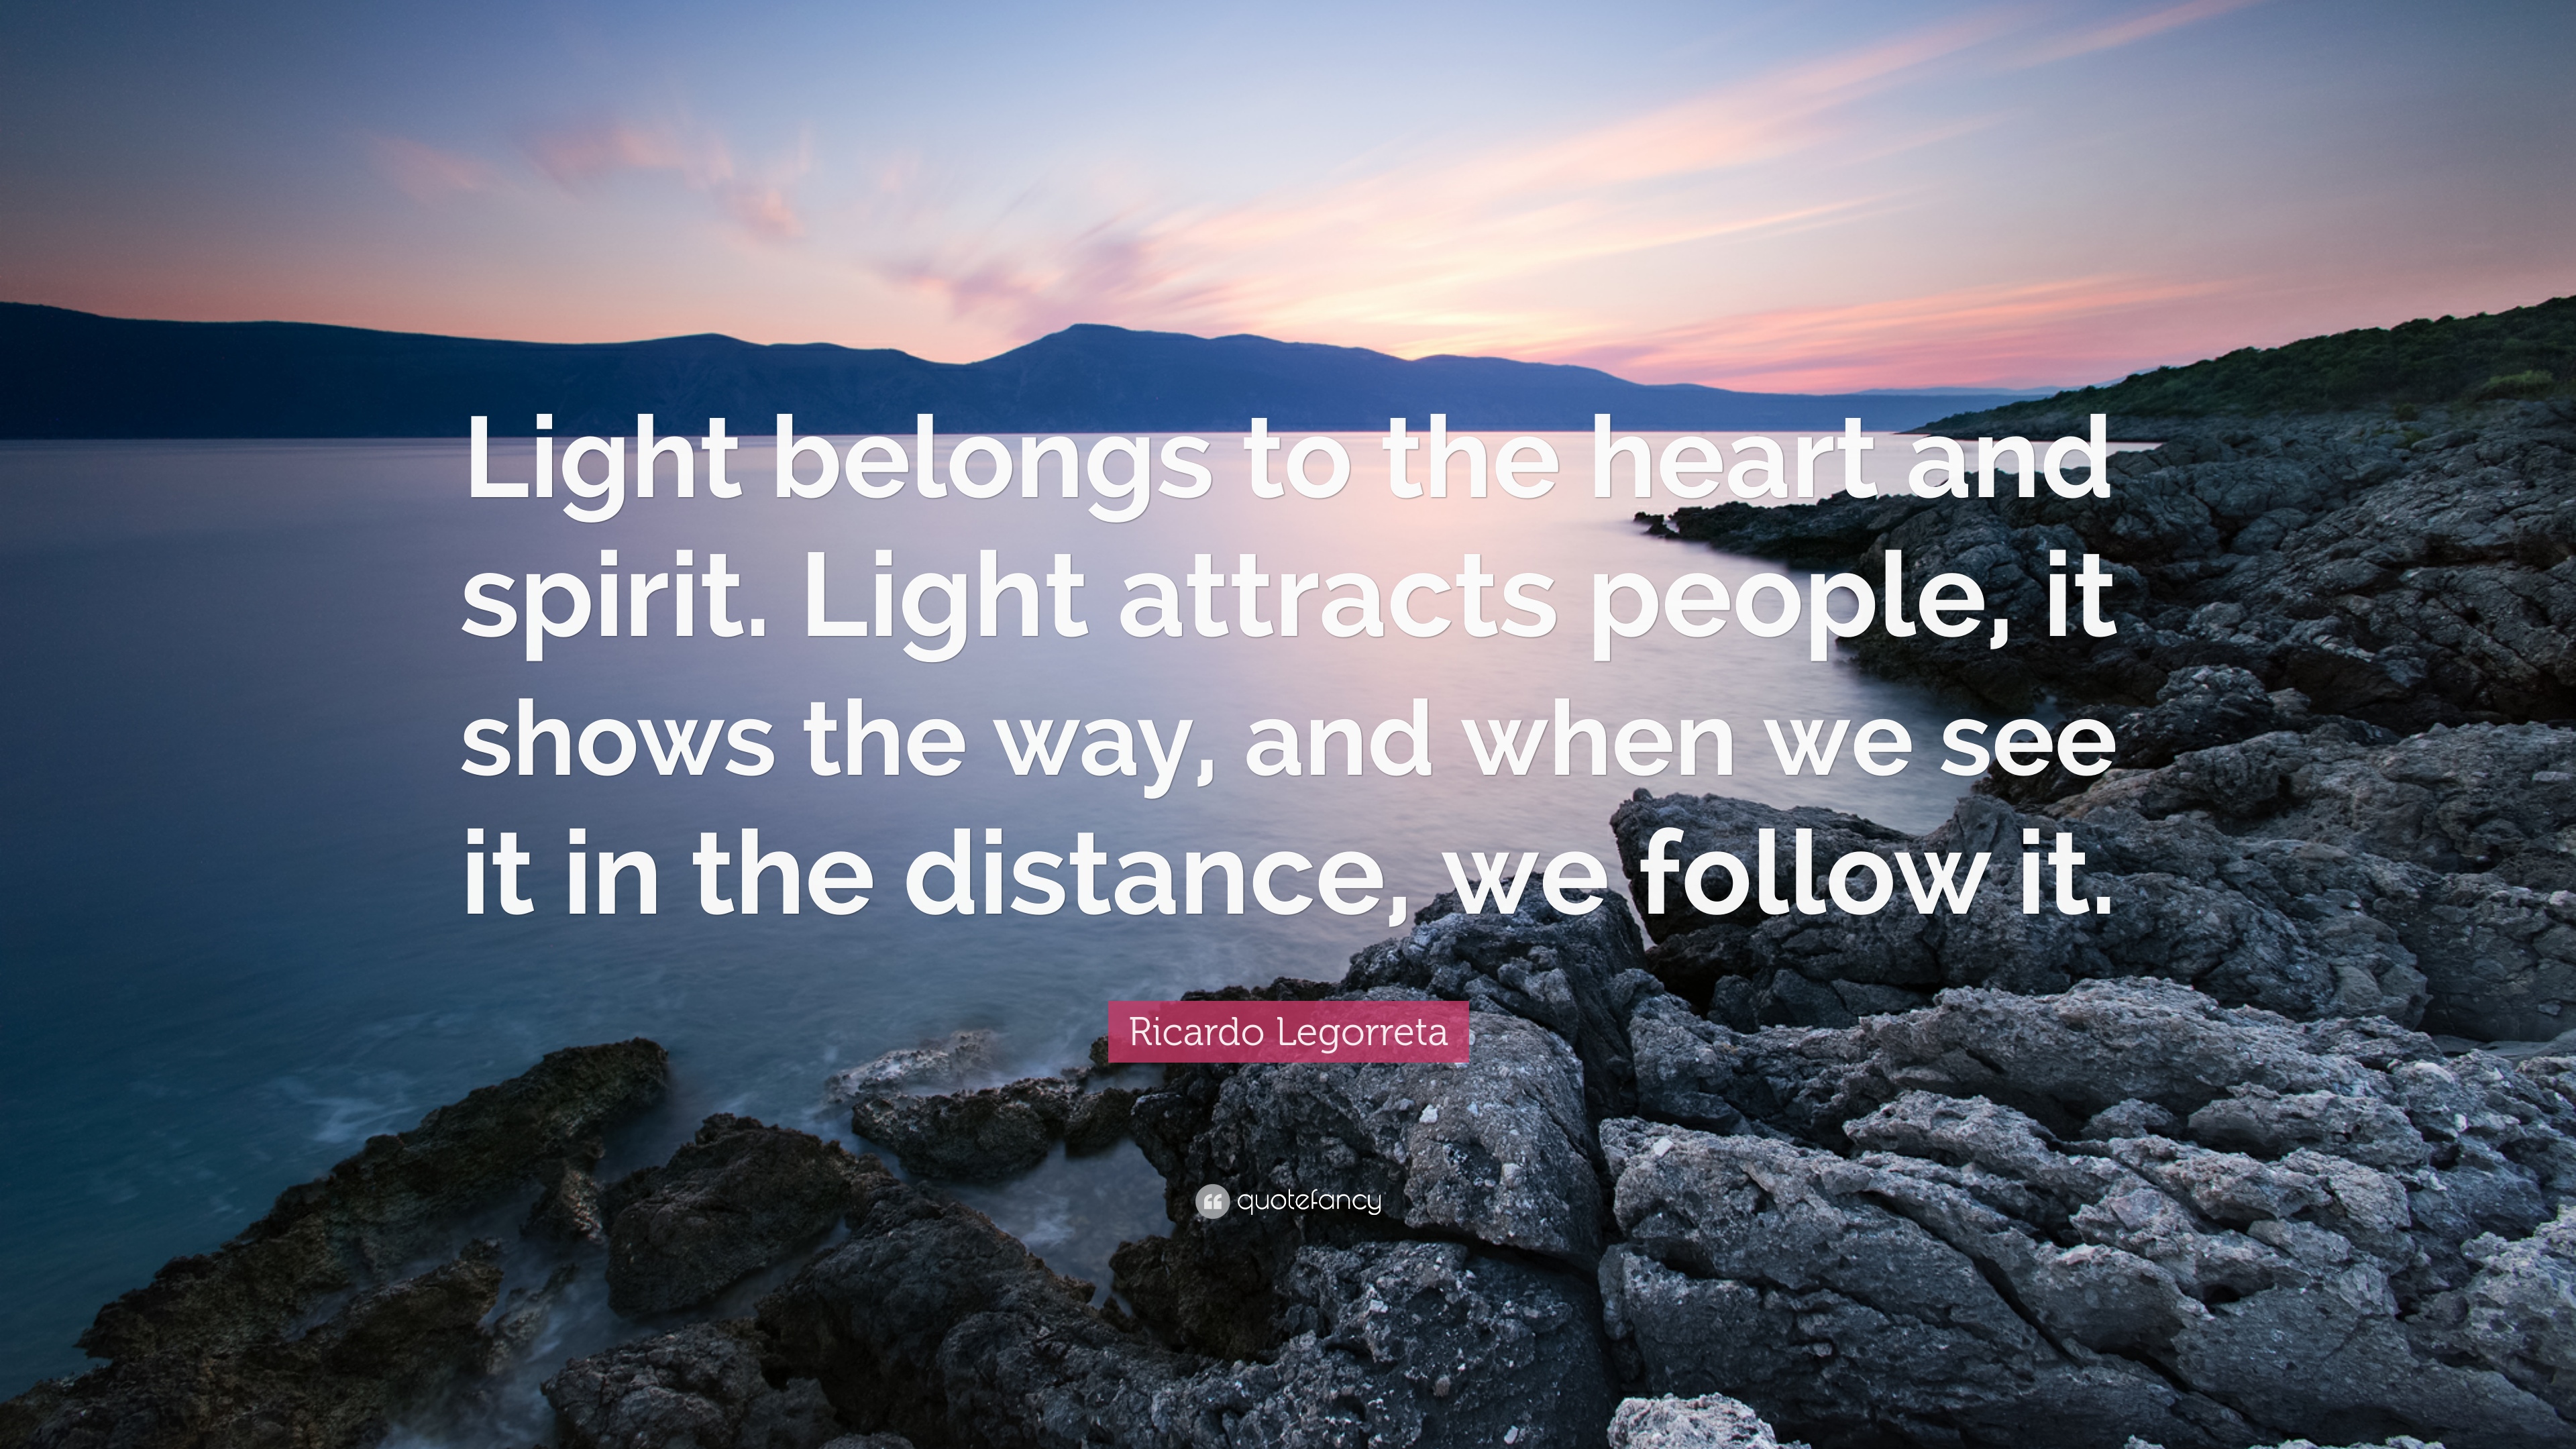 Light belongs to the heart and
spirit. Light attracts people, it
shows the way, and when we see
it in the distance, we follow it.
Ricardo Legorreta
quotefancy